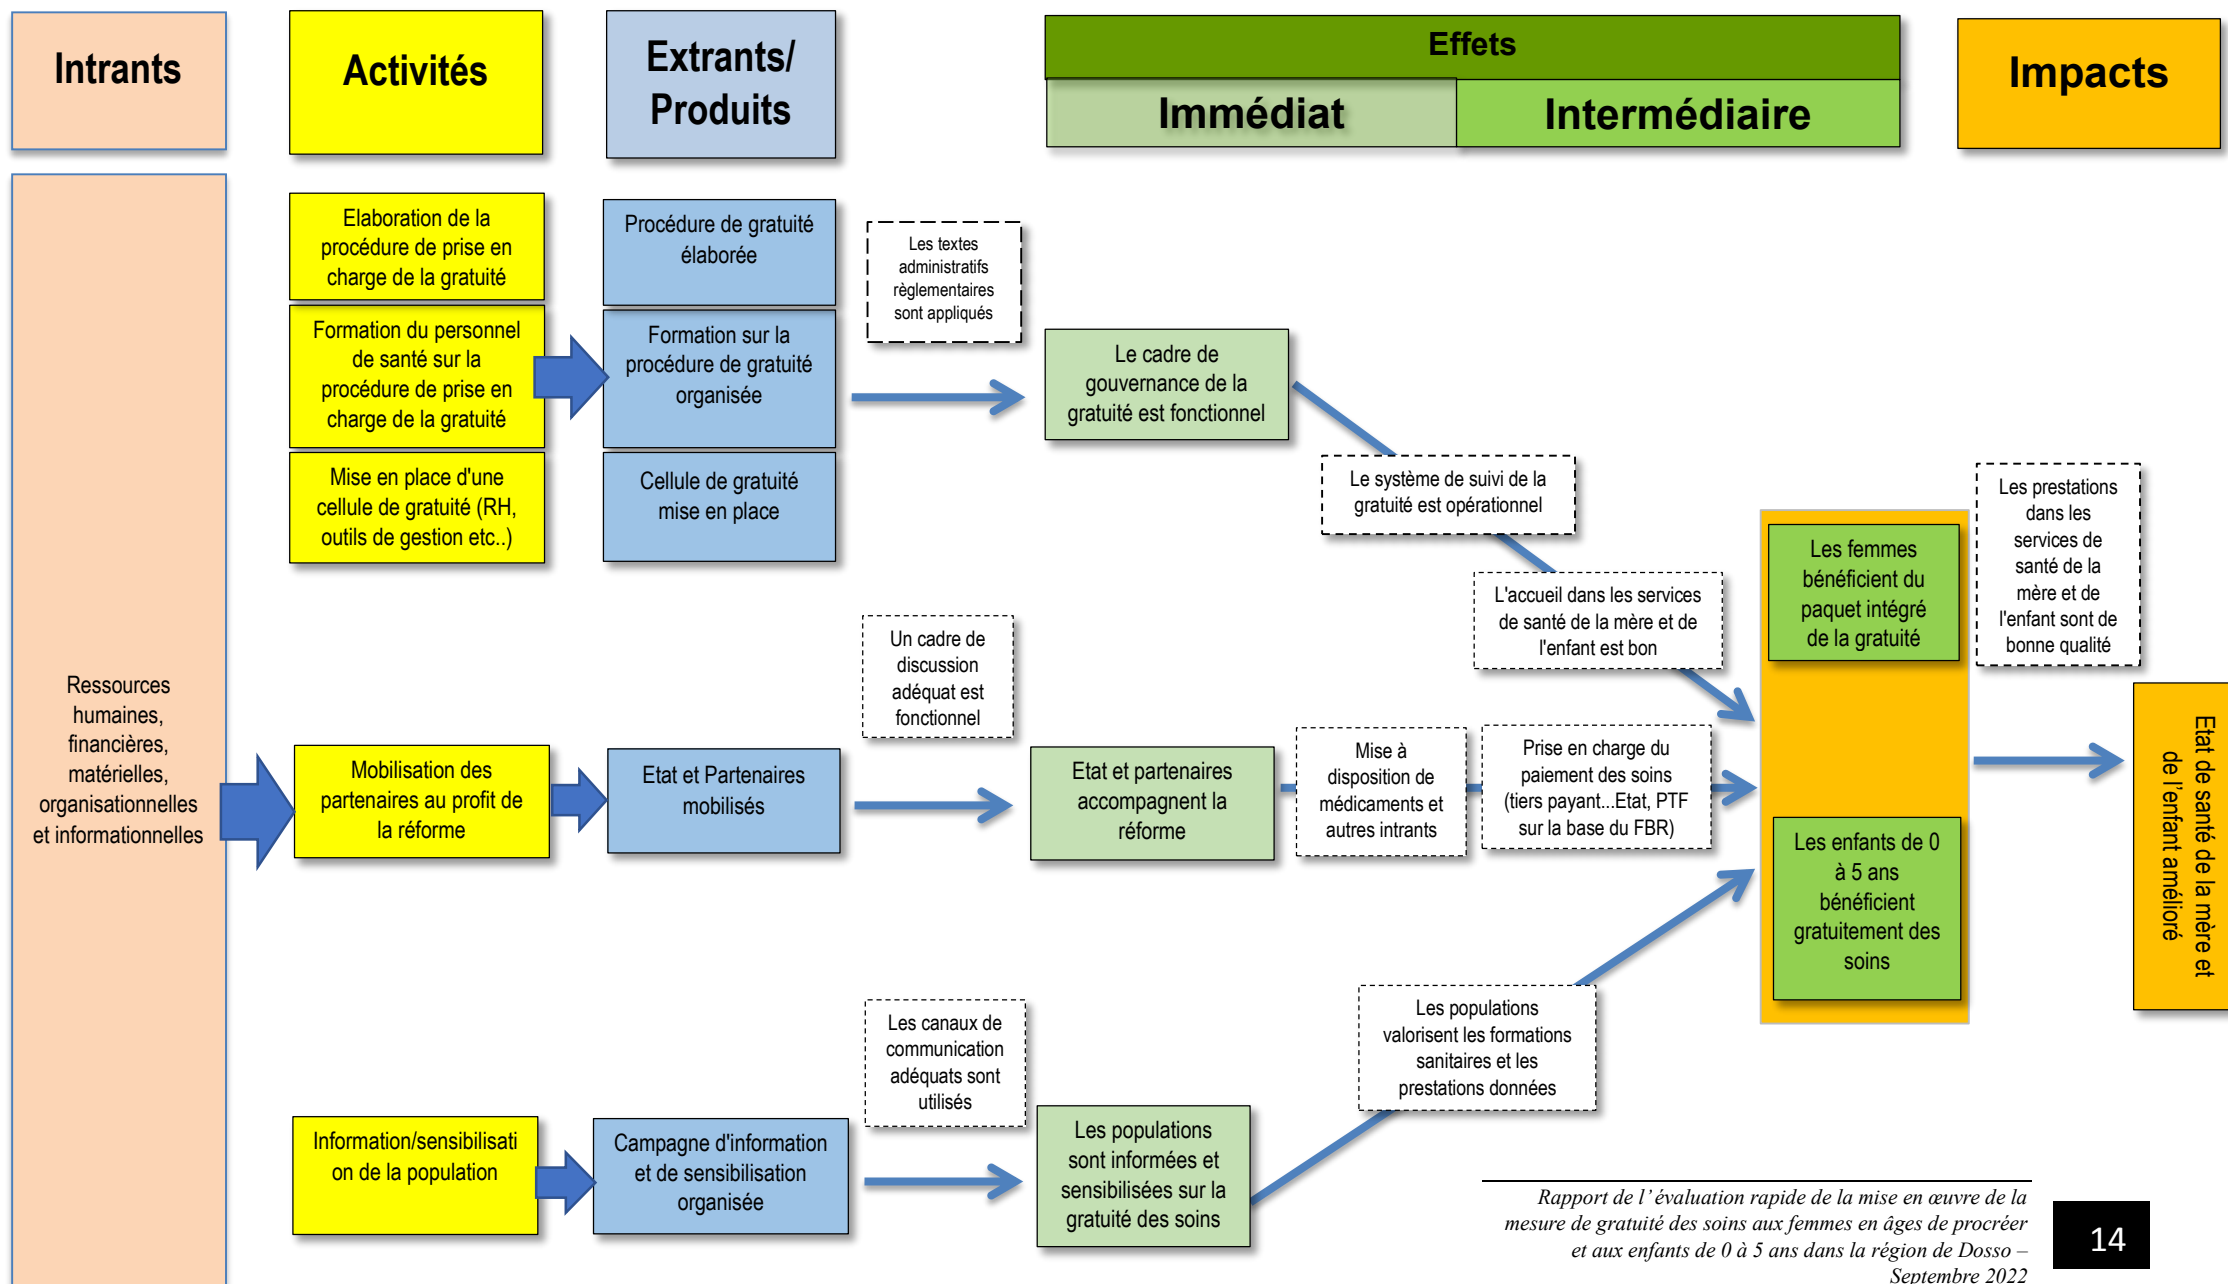 Intrants
Activités
Extrants/
Produits
Effets
Immédiat
Intermédiaire
Impacts
Ressources
humaines,
financières,
matérielles,
organisationnelles
et informationnelles
Elaboration de la
procédure de prise en
charge de la gratuité
Formation du personnel
de santé sur la
procédure de prise en
charge de la gratuité
Mise en place d'une
cellule de gratuité (RH,
outils de gestion etc..)
Procédure de gratuité
élaborée
Formation sur la
procédure de gratuité
organisée
Cellule de gratuité
mise en place
Les textes
administratifs
règlementaires
sont appliqués
Le cadre de
gouvernance de la
gratuité est fonctionnel
Le système de suivi de la
gratuité est opérationnel
L'accueil dans les services
de santé de la mère et de
l'enfant est bon
Mobilisation des
partenaires au profit de
la réforme
Etat et Partenaires
mobilisés
Un cadre de
discussion
adéquat est
fonctionnel
Etat et partenaires
accompagnent la
réforme
Mise à
disposition de
médicaments et
autres intrants
Prise en charge du
paiement des soins
(tiers payant...Etat, PTF
sur la base du FBR)
Information/sensibilisati
on de la population
Campagne d'information
et de sensibilisation
organisée
Les canaux de
communication
adéquats sont
utilisés
Les populations
sont informées et
sensibilisées sur la
gratuité des soins
Les populations
valorisent les formations
sanitaires et les
prestations données
Les femmes
bénéficient du
paquet intégré
de la gratuité
Les enfants de 0
à 5 ans
bénéficient
gratuitement des
soins
Les prestations
dans les
services de
santé de la
mère et de
l'enfant sont de
bonne qualité
Etat de santé de la mère et
de l'enfant amélioré
Rapport de l'évaluation rapide de la mise en œuvre de la
mesure de gratuité des soins aux femmes en âges de procréer
et aux enfants de 0 à 5 ans dans la région de Dosso –
Septembre 2022
14